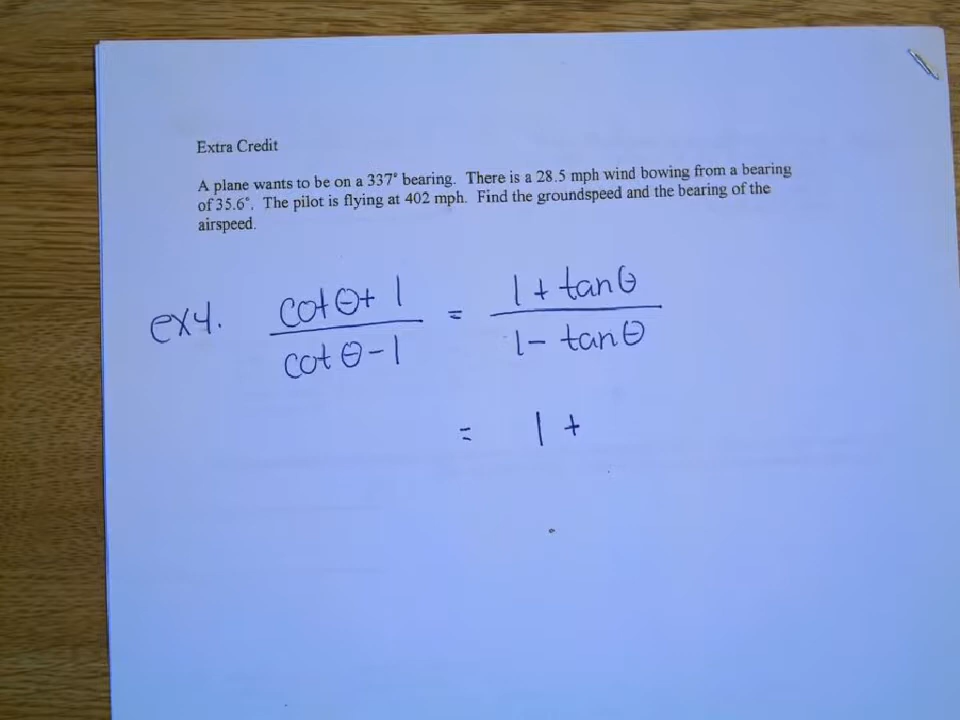 Extra Credit
A plane wants to be on a 337° bearing. There is a 28.5 mph wind bowing from a bearing
of 35.6°. The pilot is flying at 402 mph. Find the groundspeed and the bearing of the
airspeed.
ex4. cot θ + 1 / cot θ - 1 = 1 + tan θ / 1 - tan θ
= 1 +